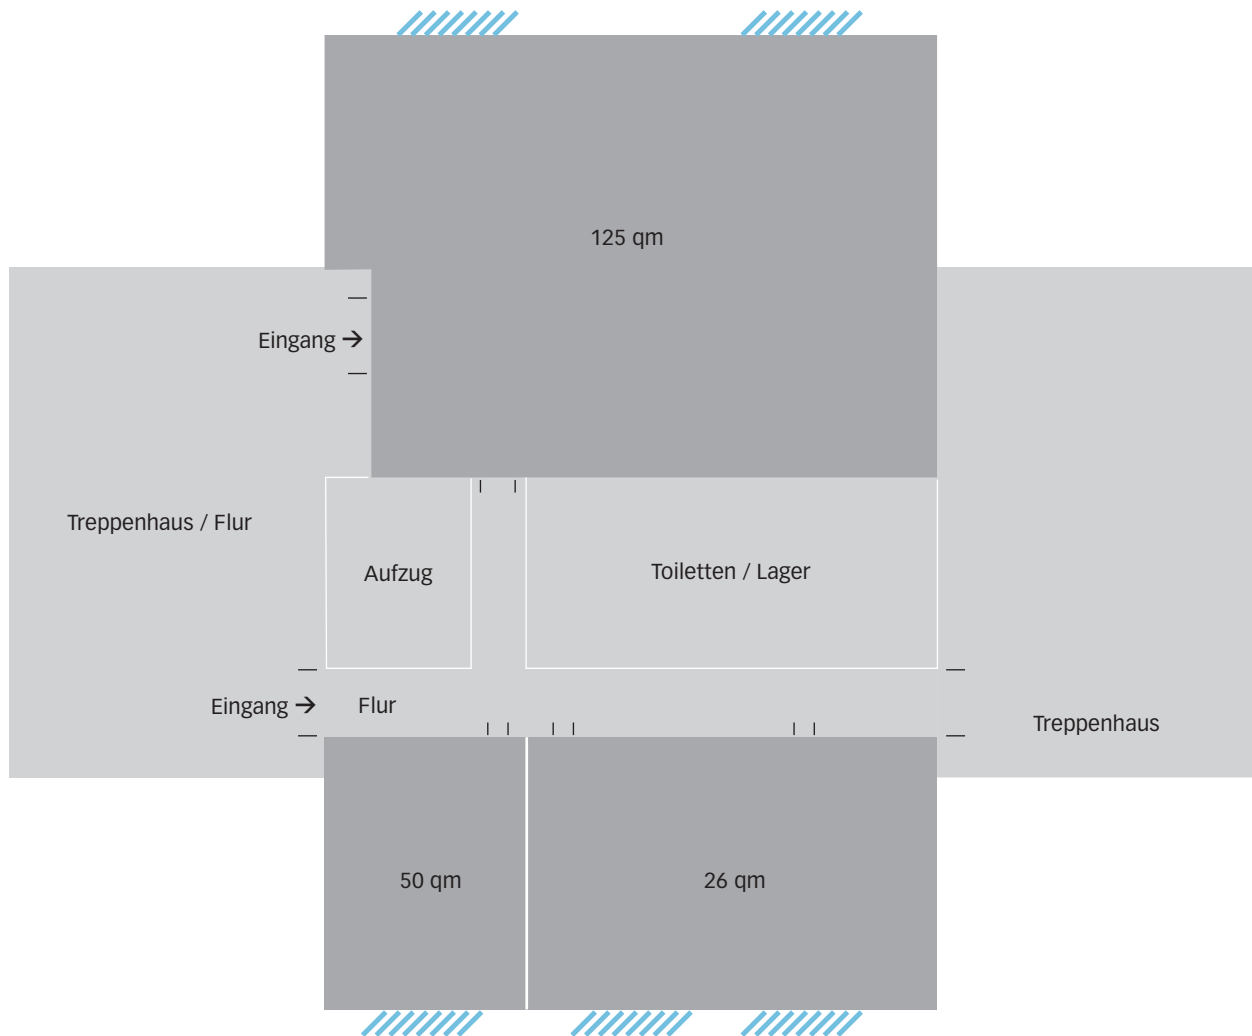 125 qm
Eingang →
Treppenhaus / Flur
Aufzug
Toiletten / Lager
Eingang →
Flur
Treppenhaus
50 qm
26 qm